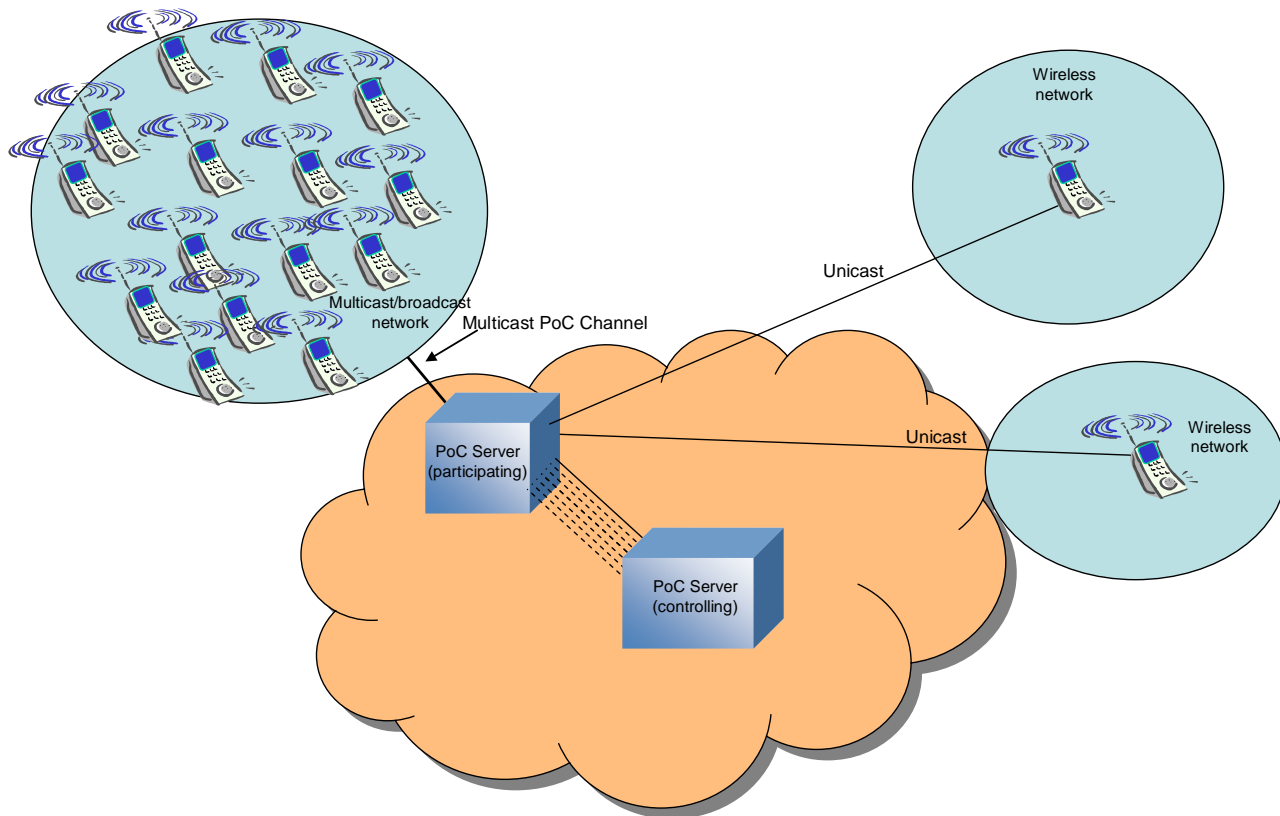 Wireless
network
Unicast
Multicast/broadcast
network
Multicast PoC Channel
Unicast
Wireless
network
PoC Server
(participating)
PoC Server
(controlling)